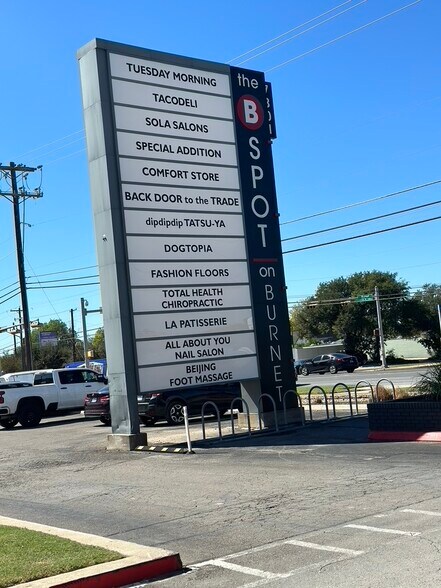 TUESDAY MORNING
TACODELI
SOLA SALONS
SPECIAL ADDITION
COMFORT STORE
BACK DOOR to the TRADE
dipdipdip TATSU-YA
DOGTOPIA
FASHION FLOORS
TOTAL HEALTH
CHIROPRACTIC
LA PATISSERIE
ALL ABOUT YOU
NAIL SALON
BEIJING
FOOT MASSAGE
the
B
SPOT
on
BURNET
7301